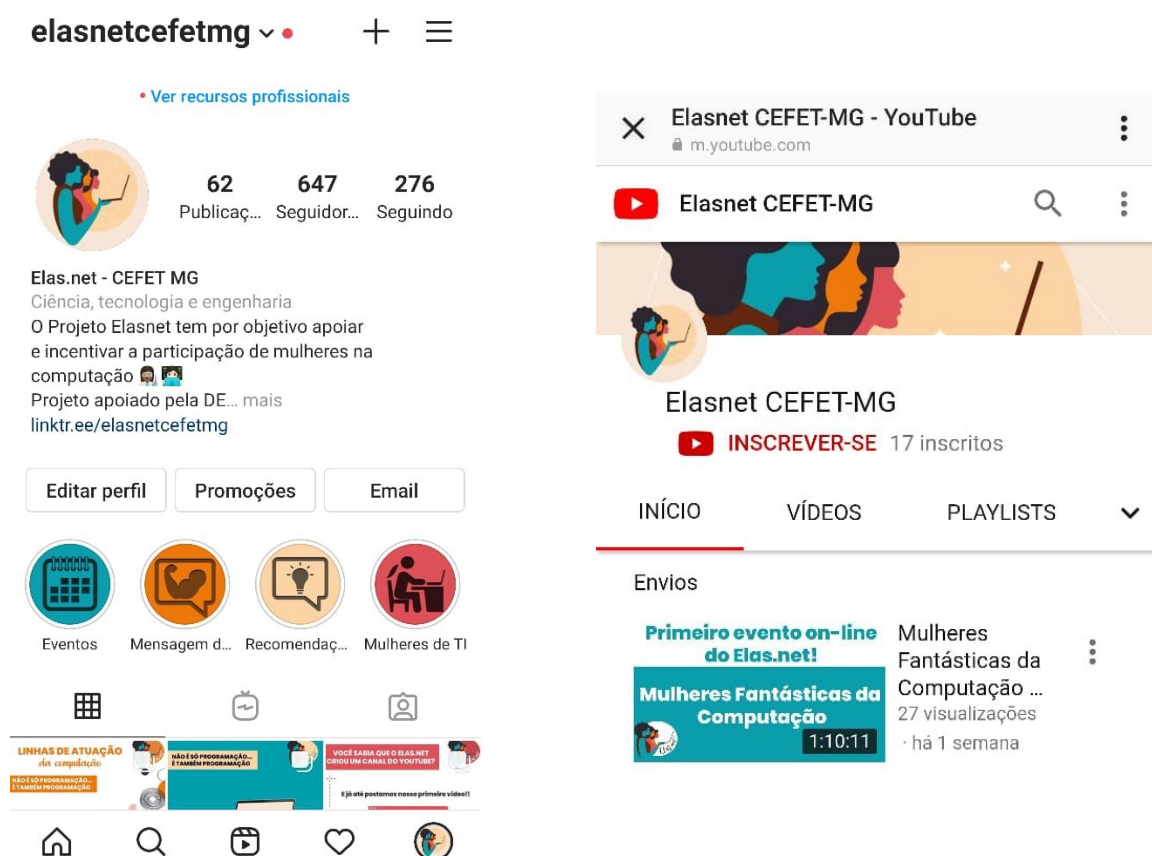 elasnetcefetmg
Ver recursos profissionais
62 647 276
Publicaç... Seguidor... Seguindo
Elas.net - CEFET MG
Ciência, tecnologia e engenharia
O Projeto Elasnet tem por objetivo apoiar
e incentivar a participação de mulheres na
computação
Projeto apoiado pela DE... mais
linktr.ee/elasnetcefetmg
Editar perfil Promoções Email
Eventos Mensagem d... Recomendaç... Mulheres de TI
LINHAS DE ATUAÇÃO
da computação
NÃO É SÓ PROGRAMAÇÃO...
É TAMBÉM PROGRAMAÇÃO
NÃO É SÓ PROGRAMAÇÃO...
É TAMBÉM PROGRAMAÇÃO
VOCÊ SABIA QUE O ELAS.NET
CRIOU UM CANAL DO YOUTUBE?
E já até postamos nosso primeiro vídeo!!
Elasnet CEFET-MG - YouTube
m.youtube.com
Elasnet CEFET-MG
Elasnet CEFET-MG
INSCREVER-SE 17 inscritos
INÍCIO VÍDEOS PLAYLISTS
Envios
Primeiro evento on-line
do Elas.net!
Mulheres Fantásticas da
Computação
1:10:11
Mulheres
Fantásticas da
Computação ...
27 visualizações
· há 1 semana